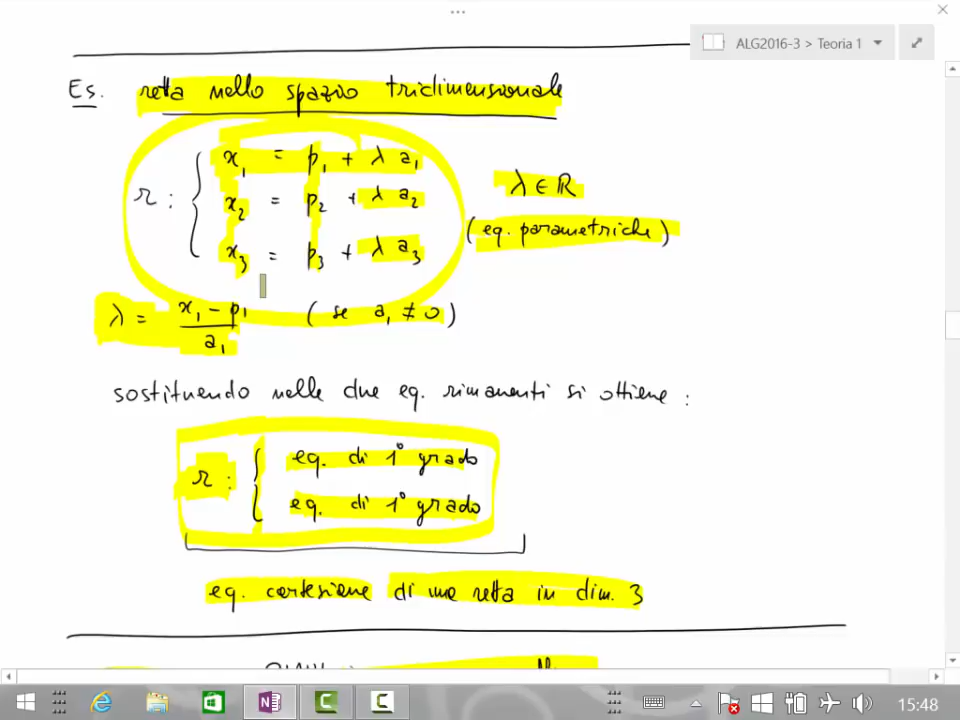 ALG2016-3 > Teoria 1
Es. retta nello spazio tridimensionale
r : { x₁ = p₁ + λ a₁
x₂ = p₂ + λ a₂
x₃ = p₃ + λ a₃
λ ∈ ℝ
(eq. parametriche)
λ = (x₁ - p₁)/a₁ (se a₁ ≠ 0)
sostituendo nelle due eq. rimanenti si ottiene :
r : { eq. di 1° grado
eq. di 1° grado
eq. cartesiane di una retta in dim. 3
15:48